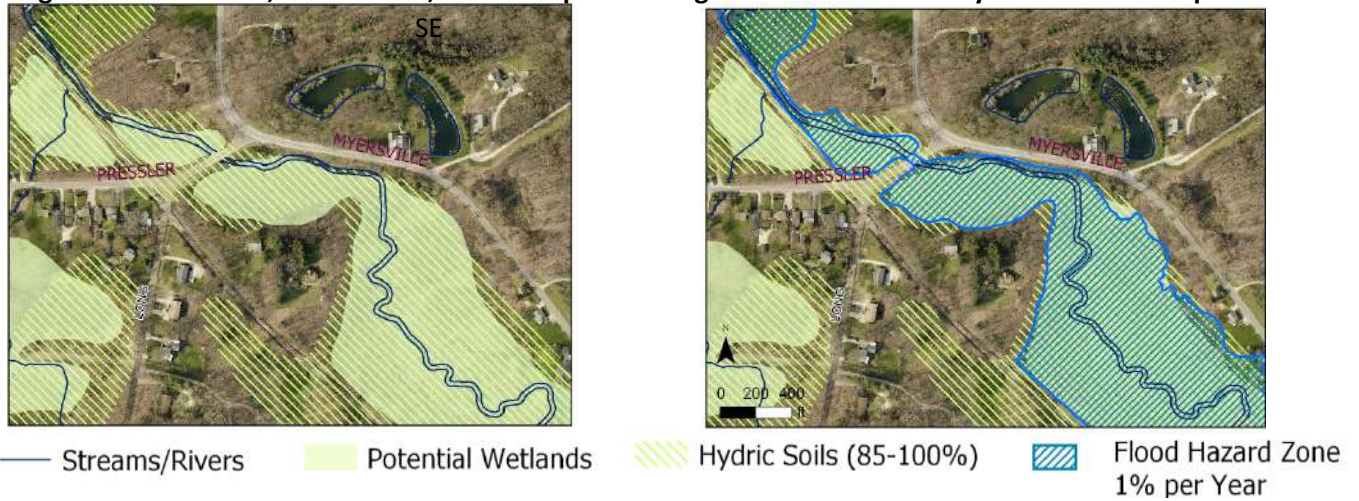 SE
MYERSVILLE
PRESSLER
LONG
MYERSVILLE
PRESSLER
LONG
N
0 200 400
ft
Streams/Rivers
Potential Wetlands
Hydric Soils (85-100%)
Flood Hazard Zone
1% per Year